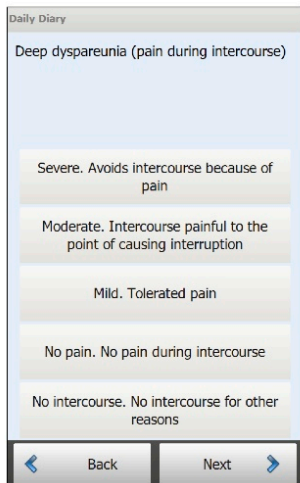 Daily Diary
Deep dyspareunia (pain during intercourse)
Severe. Avoids intercourse because of
pain
Moderate. Intercourse painful to the
point of causing interruption
Mild. Tolerated pain
No pain. No pain during intercourse
No intercourse. No intercourse for other
reasons
Back Next